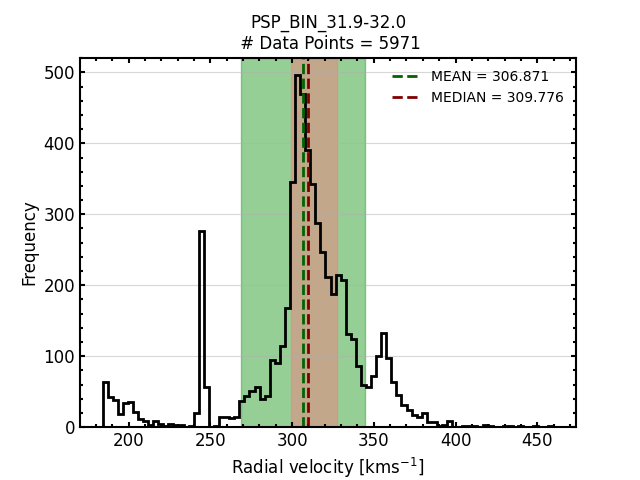 PSP_BIN_31.9-32.0
# Data Points = 5971
MEAN = 306.871
MEDIAN = 309.776
Frequency
500
400
300
200
100
0
200 250 300 350 400 450
Radial velocity [kms⁻¹]